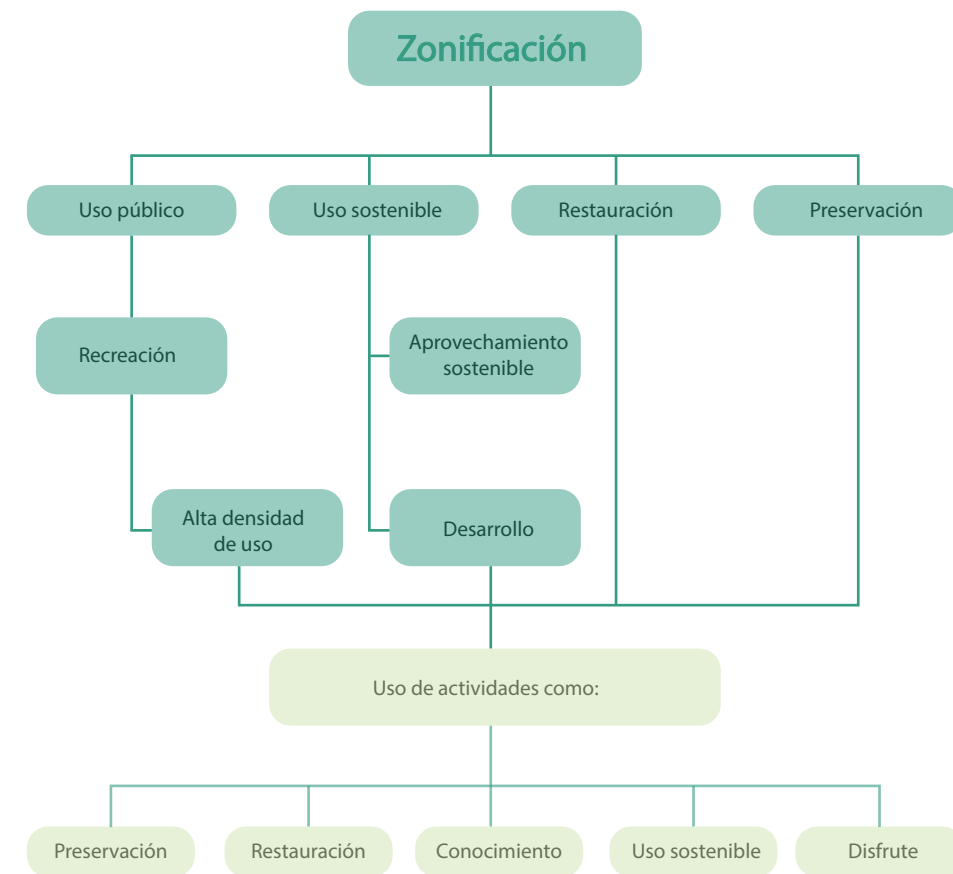 Zonificación
Uso público
Uso sostenible
Restauración
Preservación
Recreación
Aprovechamiento
sostenible
Alta densidad
de uso
Desarrollo
Uso de actividades como:
Preservación
Restauración
Conocimiento
Uso sostenible
Disfrute